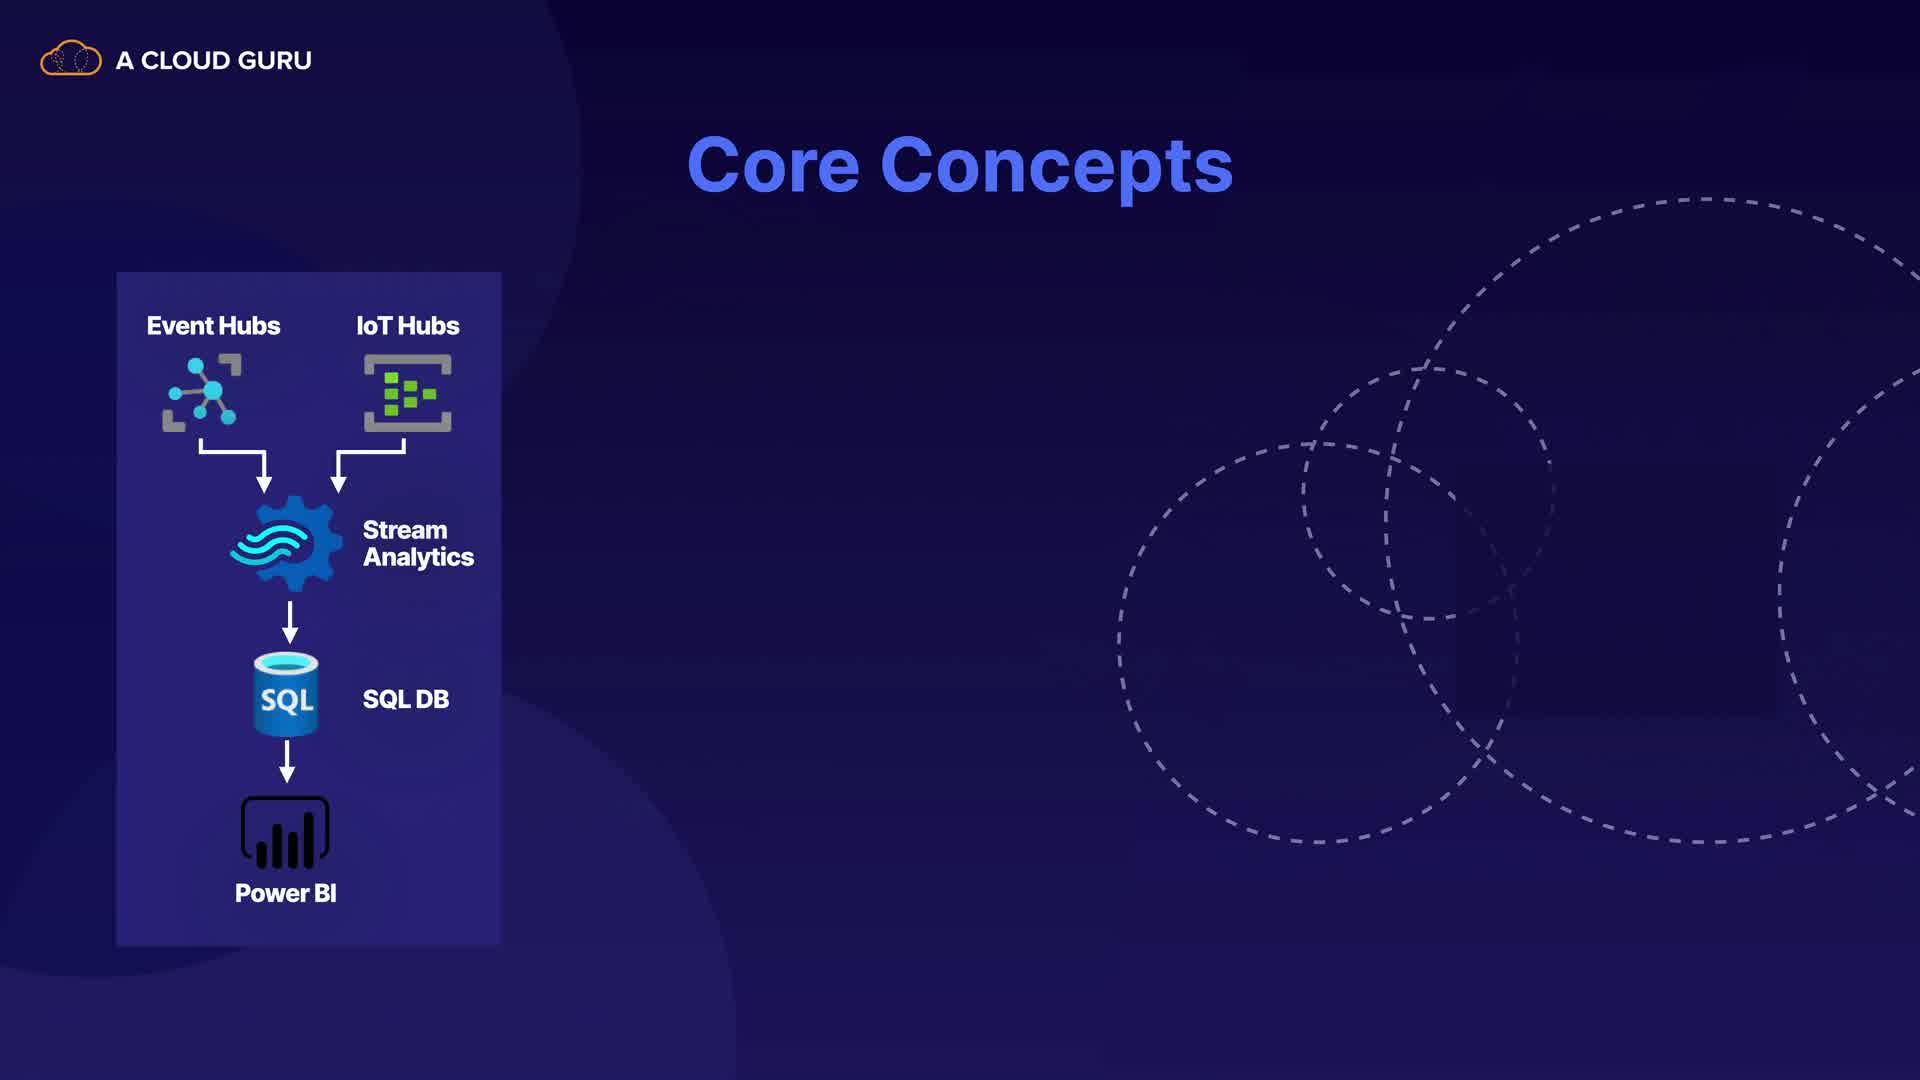 A CLOUD GURU
Core Concepts
Event Hubs
IoT Hubs
Stream
Analytics
SQL
SQL DB
Power BI